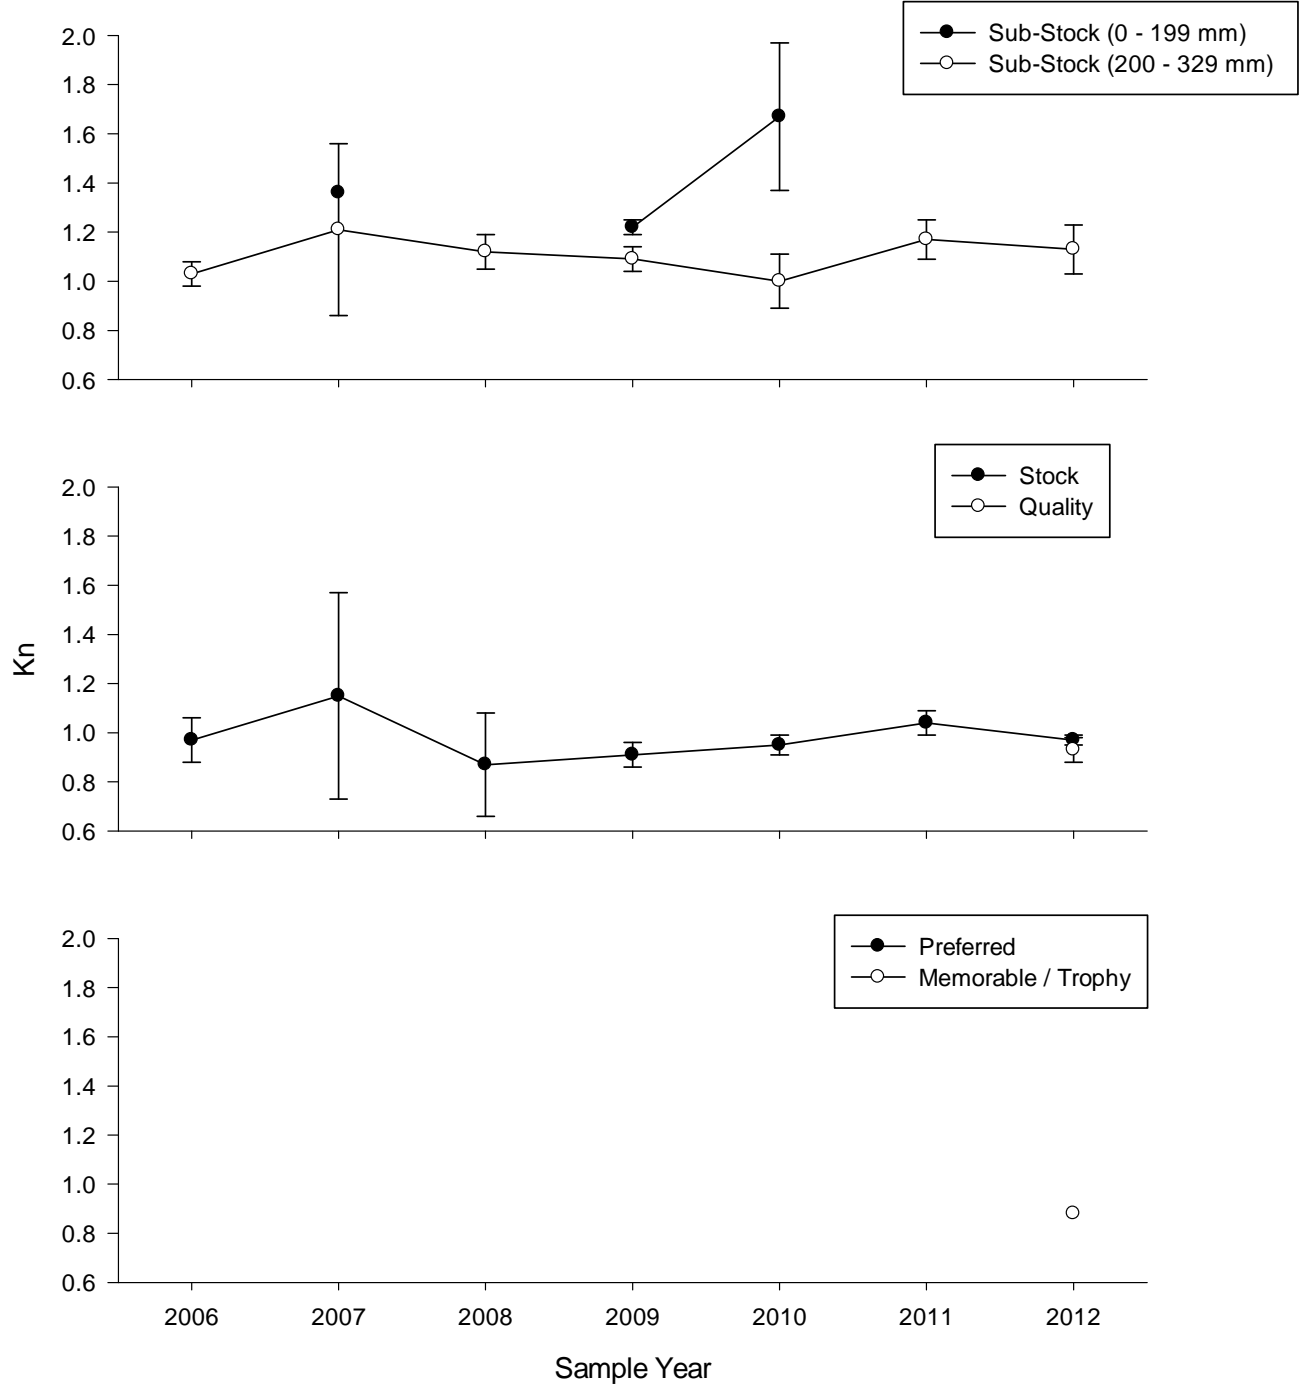 Sub-Stock (0 - 199 mm)
Sub-Stock (200 - 329 mm)
2.0
1.8
1.6
1.4
1.2
1.0
0.8
0.6
Stock
Quality
2.0
1.8
1.6
1.4
1.2
1.0
0.8
0.6
Kn
Preferred
Memorable / Trophy
2.0
1.8
1.6
1.4
1.2
1.0
0.8
0.6
2006 2007 2008 2009 2010 2011 2012
Sample Year